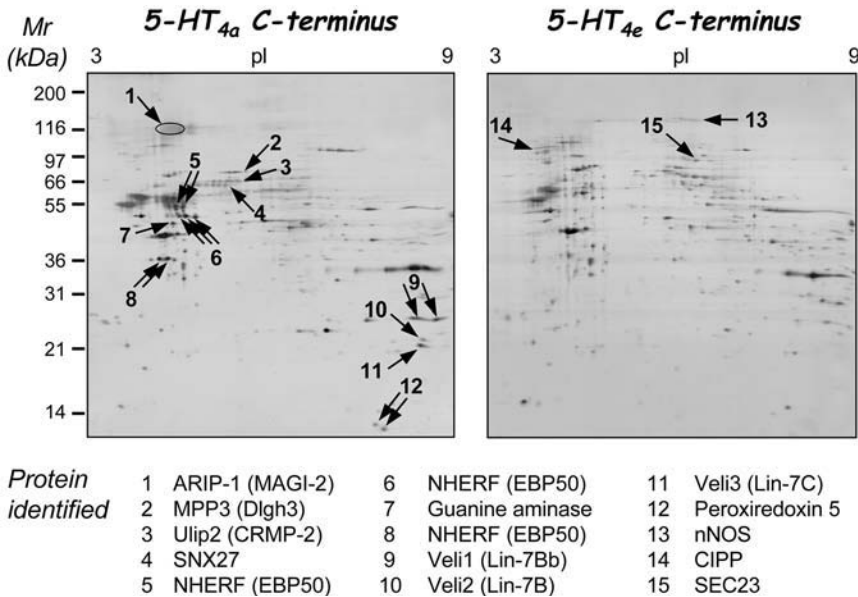 5-HT4a C-terminus
5-HT4e C-terminus
Mr
(kDa)
3 pI 9
3 pI 9
200
116
97
66
55
36
31
21
14
1
2
3
5
4
7
6
8
9
10
11
12
14
13
15
Protein
identified
1 ARIP-1 (MAGI-2)
2 MPP3 (Dlgh3)
3 Ulip2 (CRMP-2)
4 SNX27
5 NHERF (EBP50)
6 NHERF (EBP50)
7 Guanine aminase
8 NHERF (EBP50)
9 Veli1 (Lin-7Bb)
10 Veli2 (Lin-7B)
11 Veli3 (Lin-7C)
12 Peroxiredoxin 5
13 nNOS
14 CIPP
15 SEC23